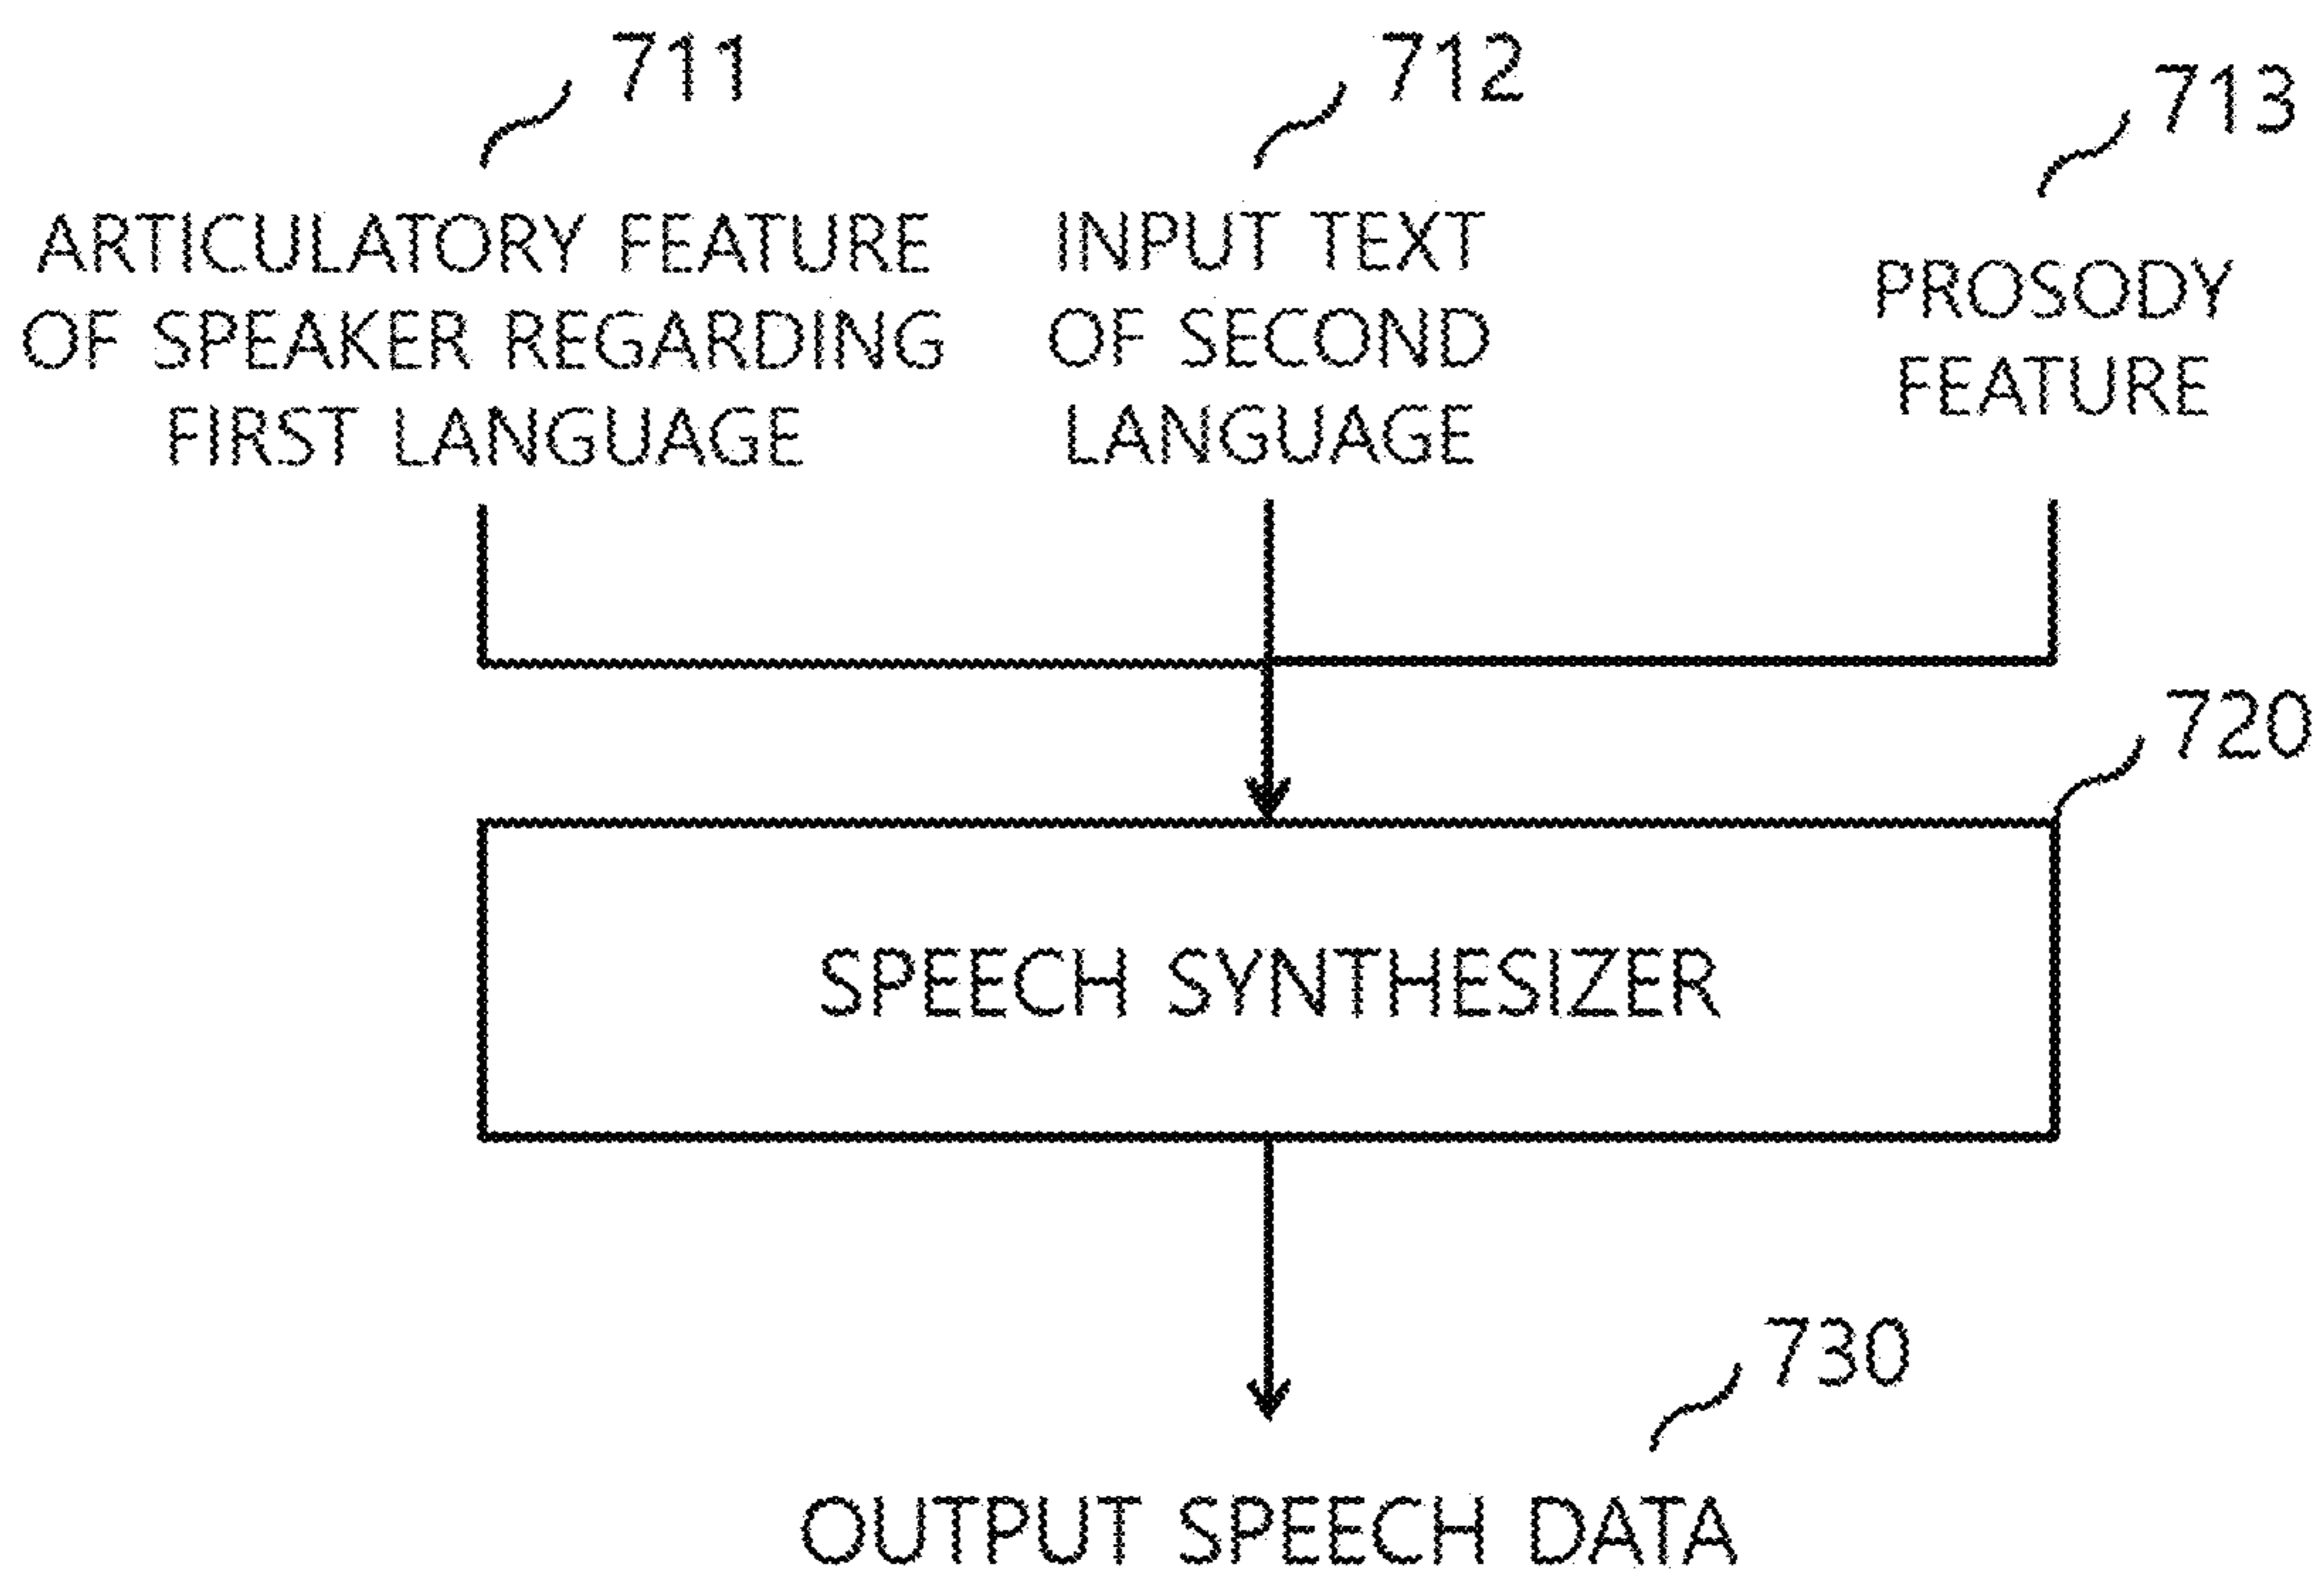 711
ARTICULATORY FEATURE
OF SPEAKER REGARDING
FIRST LANGUAGE
712
INPUT TEXT
OF SECOND
LANGUAGE
713
PROSODY
FEATURE
720
SPEECH SYNTHESIZER
730
OUTPUT SPEECH DATA